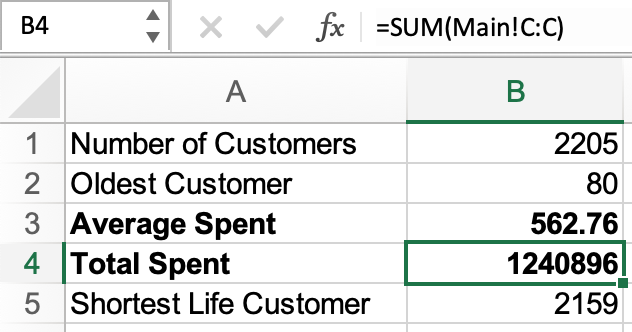 B4 fx =SUM(Main!C:C)
A B
1 Number of Customers 2205
2 Oldest Customer 80
3 Average Spent 562.76
4 Total Spent 1240896
5 Shortest Life Customer 2159